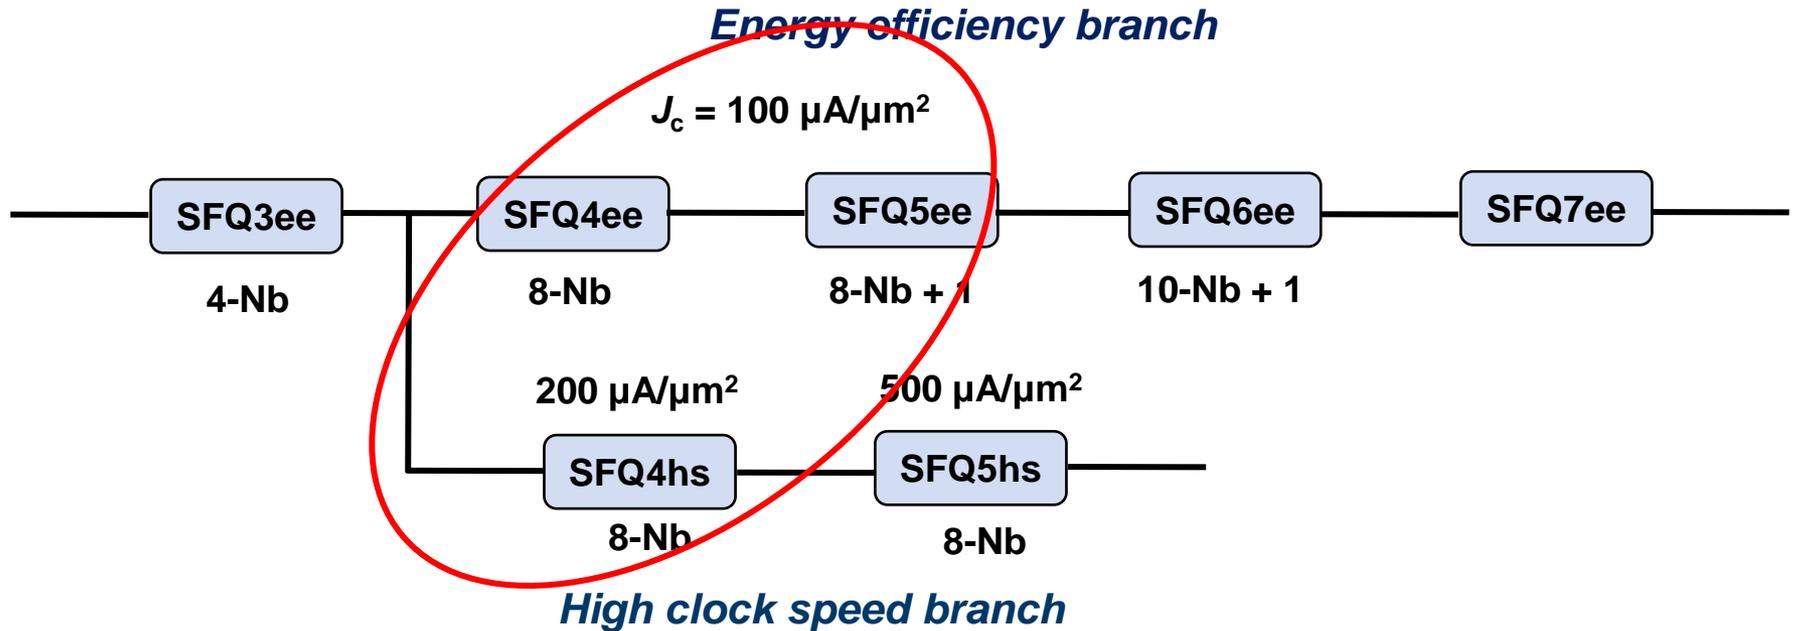 Energy efficiency branch
Jc = 100 µA/µm²
SFQ3ee
SFQ4ee
SFQ5ee
SFQ6ee
SFQ7ee
4-Nb
8-Nb
8-Nb + 1
10-Nb + 1
200 µA/µm²
500 µA/µm²
SFQ4hs
SFQ5hs
8-Nb
8-Nb
High clock speed branch